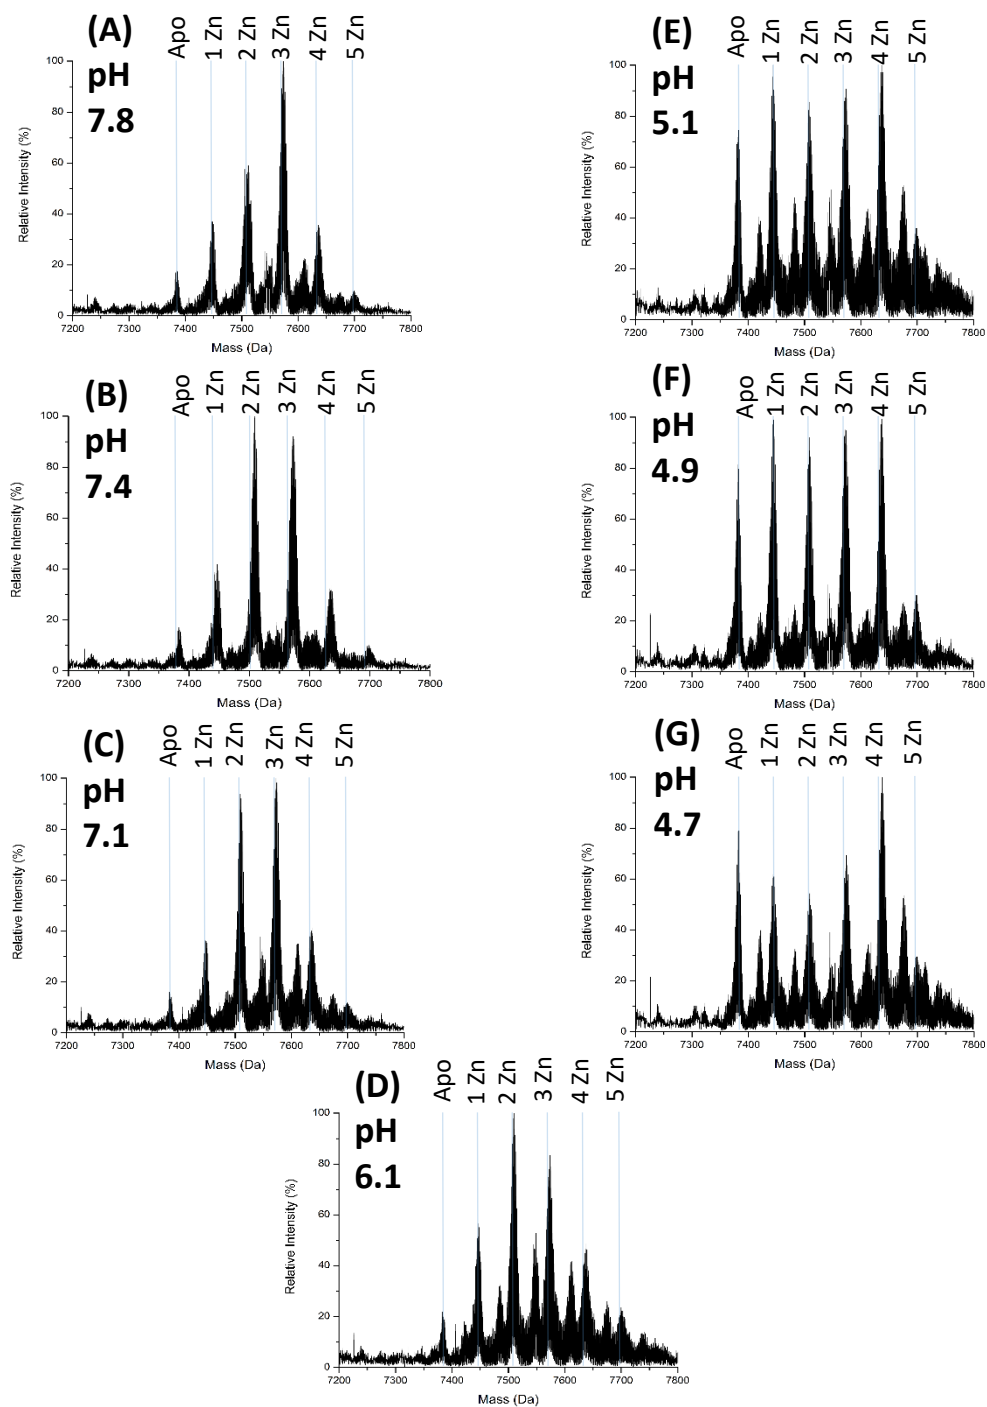 (A)
pH
7.8
Apo
1 Zn
2 Zn
3 Zn
4 Zn
5 Zn
100
80
60
40
20
0
Relative Intensity (%)
7200
7300
7400
7500
7600
7700
7800
Mass (Da)
(B)
pH
7.4
Apo
1 Zn
2 Zn
3 Zn
4 Zn
5 Zn
100
80
60
40
20
0
Relative Intensity (%)
7200
7300
7400
7500
7600
7700
7800
Mass (Da)
(C)
pH
7.1
Apo
1 Zn
2 Zn
3 Zn
4 Zn
5 Zn
100
80
60
40
20
0
Relative Intensity (%)
7200
7300
7400
7500
7600
7700
7800
Mass (Da)
(D)
pH
6.1
Apo
1 Zn
2 Zn
3 Zn
4 Zn
5 Zn
100
80
60
40
20
0
Relative Intensity (%)
7200
7300
7400
7500
7600
7700
7800
Mass (Da)
(E)
pH
5.1
Apo
1 Zn
2 Zn
3 Zn
4 Zn
5 Zn
100
80
60
40
20
0
Relative Intensity (%)
7200
7300
7400
7500
7600
7700
7800
Mass (Da)
(F)
pH
4.9
Apo
1 Zn
2 Zn
3 Zn
4 Zn
5 Zn
100
80
60
40
20
0
Relative Intensity (%)
7200
7300
7400
7500
7600
7700
7800
Mass (Da)
(G)
pH
4.7
Apo
1 Zn
2 Zn
3 Zn
4 Zn
5 Zn
100
80
60
40
20
0
Relative Intensity (%)
7200
7300
7400
7500
7600
7700
7800
Mass (Da)